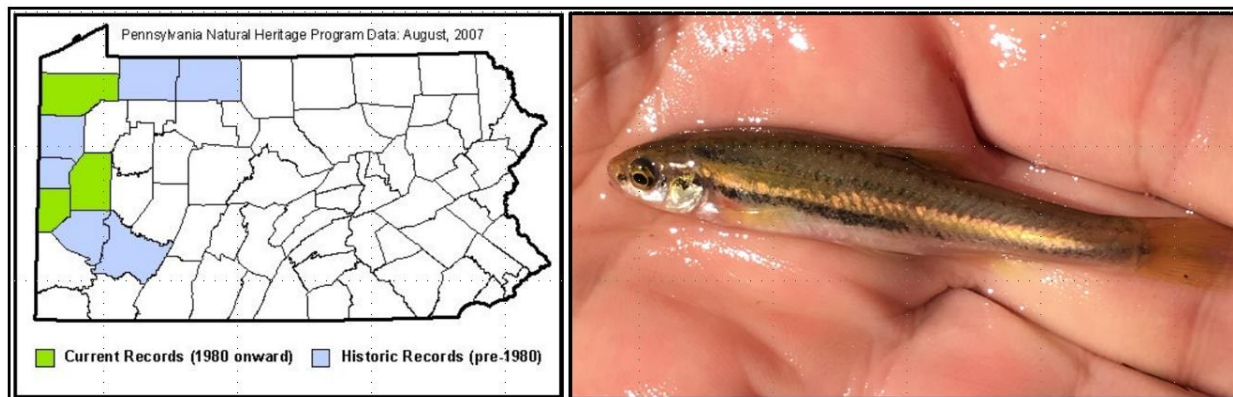 Pennsylvania Natural Heritage Program Data: August, 2007
Current Records (1980 onward)
Historic Records (pre-1980)